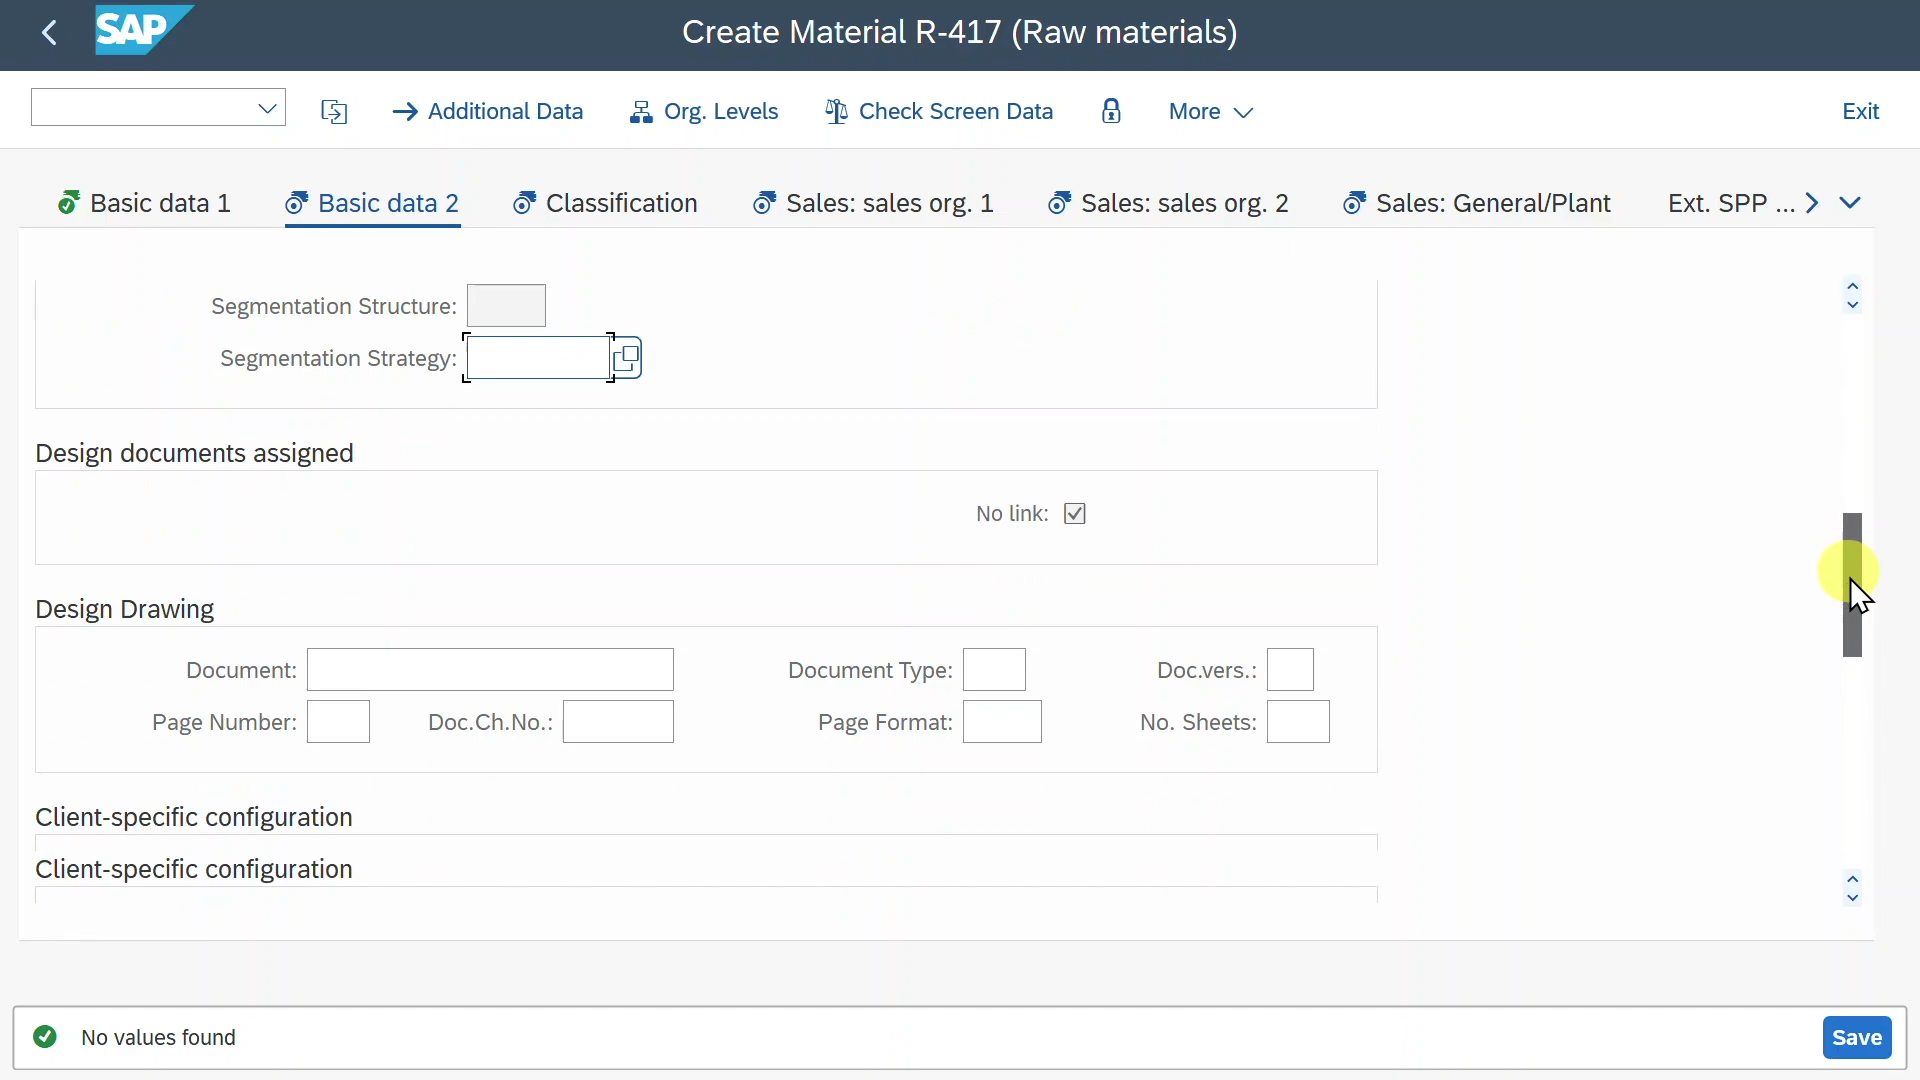 SAP
Create Material R-417 (Raw materials)
Additional Data Org. Levels Check Screen Data More Exit
Basic data 1 Basic data 2 Classification Sales: sales org. 1 Sales: sales org. 2 Sales: General/Plant Ext. SPP ...
Segmentation Structure:
Segmentation Strategy:
Design documents assigned
No link:
Design Drawing
Document: Document Type: Doc.vers.:
Page Number: Doc.Ch.No.: Page Format: No. Sheets:
Client-specific configuration
Client-specific configuration
No values found Save